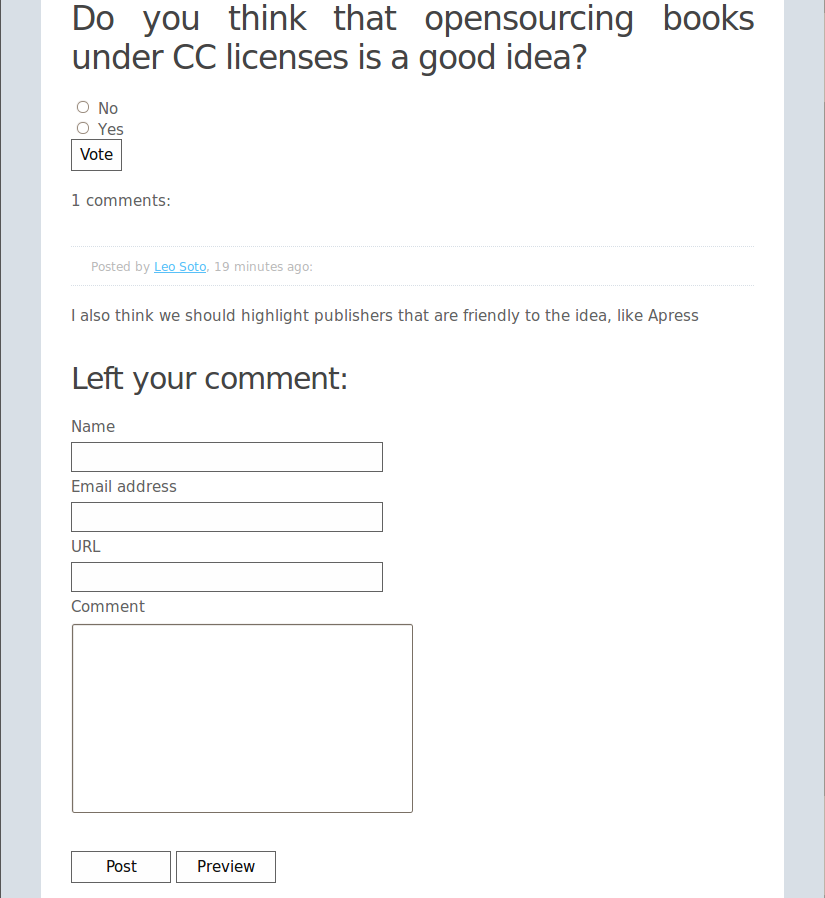 Do you think that opensourcing books
under CC licenses is a good idea?
No
Yes
Vote
1 comments:
Posted by Leo Soto, 19 minutes ago:
I also think we should highlight publishers that are friendly to the idea, like Apress
Left your comment:
Name
Email address
URL
Comment
Post Preview